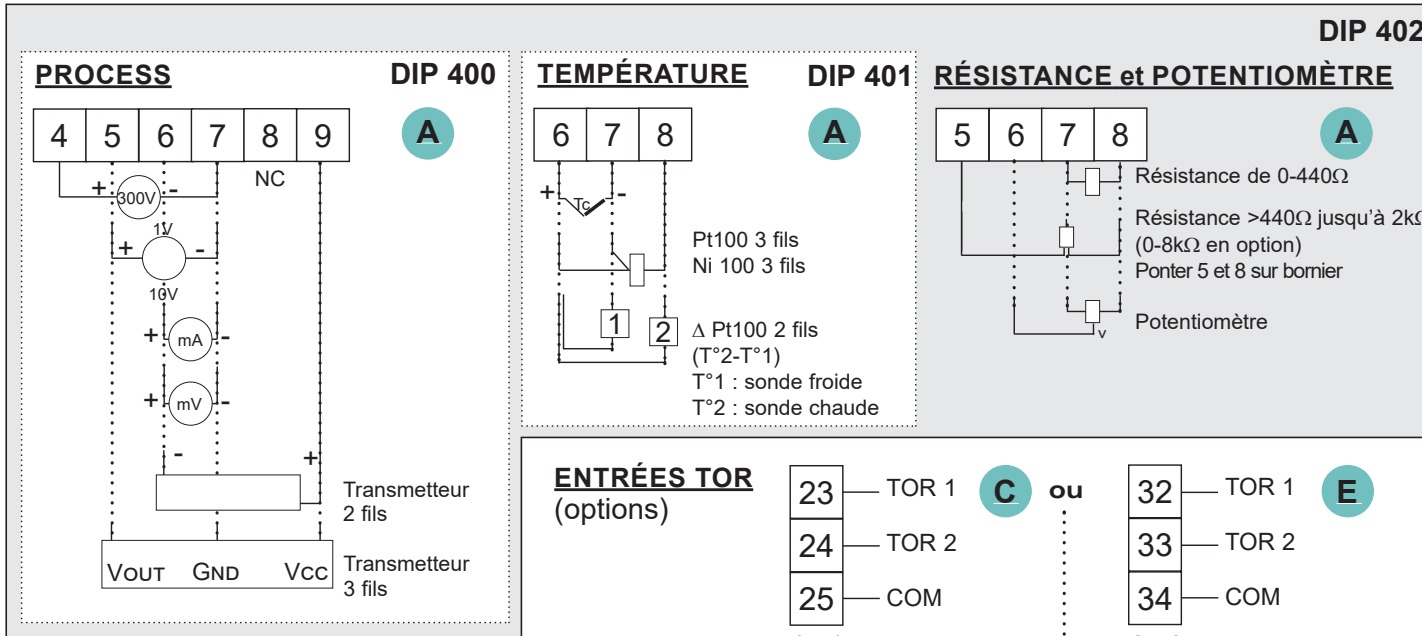 DIP 402
PROCESS DIP 400
A
4 5 6 7 8 9
NC
+ 300V -
1V
+ -
10V
+ mA -
+ mV -
- +
Transmetteur
2 fils
VOUT GND VCC
Transmetteur
3 fils
TEMPÉRATURE DIP 401
A
6 7 8
+ Tc -
Pt100 3 fils
Ni 100 3 fils
1 2
Δ Pt100 2 fils
(T°2-T°1)
T°1 : sonde froide
T°2 : sonde chaude
RÉSISTANCE et POTENTIOMÈTRE
A
5 6 7 8
Résistance de 0-440Ω
Résistance >440Ω jusqu'à 2kΩ
(0-8kΩ en option)
Ponter 5 et 8 sur bornier
Potentiomètre
v
ENTRÉES TOR
(options)
23 TOR 1
24 TOR 2
25 COM
C ou E
32 TOR 1
33 TOR 2
34 COM